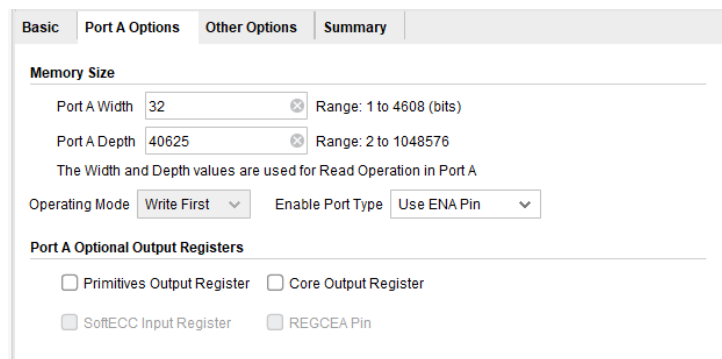 Basic Port A Options Other Options Summary
Memory Size
Port A Width 32 Range: 1 to 4608 (bits)
Port A Depth 40625 Range: 2 to 1048576
The Width and Depth values are used for Read Operation in Port A
Operating Mode Write First Enable Port Type Use ENA Pin
Port A Optional Output Registers
Primitives Output Register Core Output Register
SoftECC Input Register REGCEA Pin